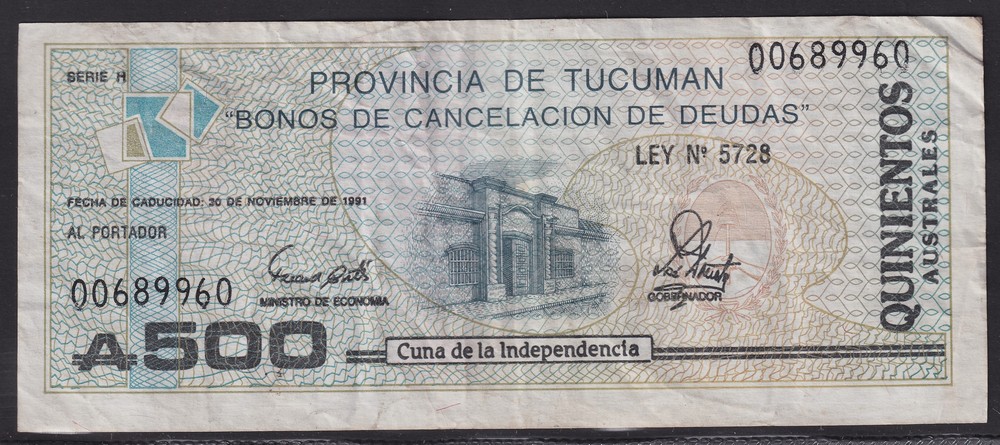 SERIE H
00689960
PROVINCIA DE TUCUMAN
"BONOS DE CANCELACION DE DEUDAS"
LEY Nº 5728
FECHA DE CADUCIDAD: 20 DE NOVIEMBRE DE 1991
AL PORTADOR
00689960
MINISTRO DE ECONOMIA
GOBERNADOR
₳500
Cuna de la Independencia
QUINIENTOS
AUSTRALES